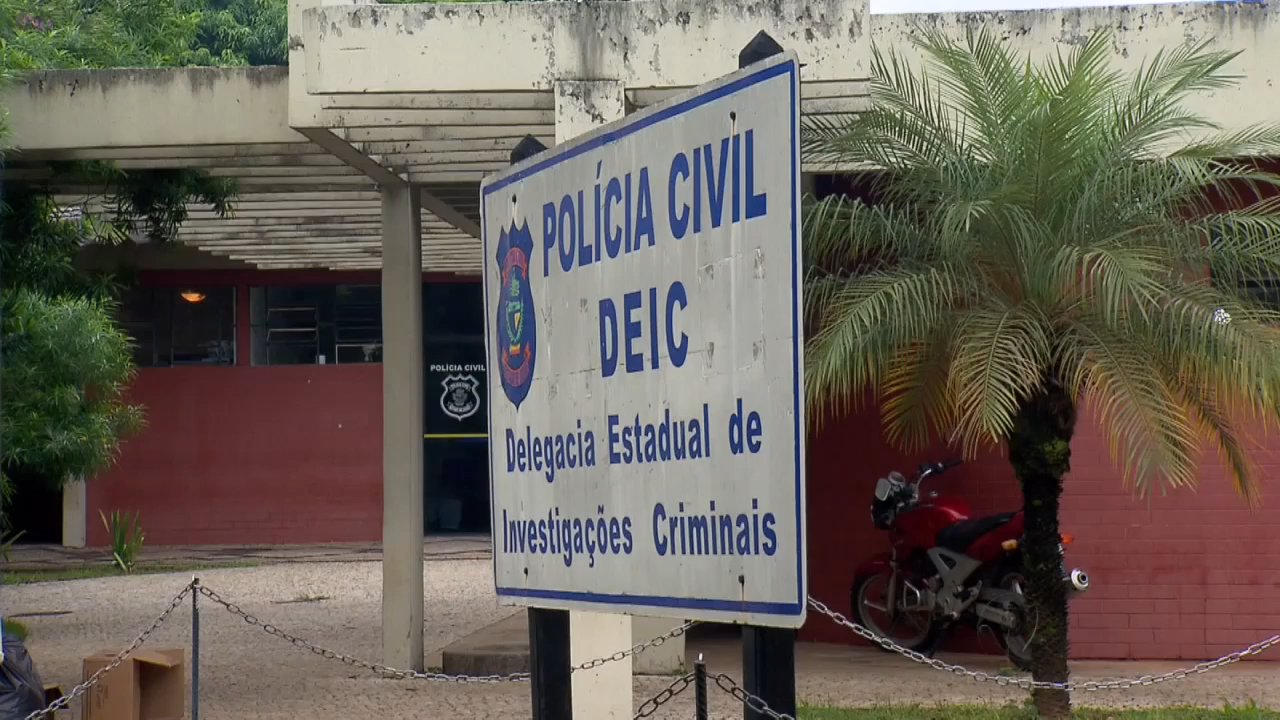 POLÍCIA CIVIL
DEIC
Delegacia Estadual de
Investigações Criminais
POLÍCIA CIVIL